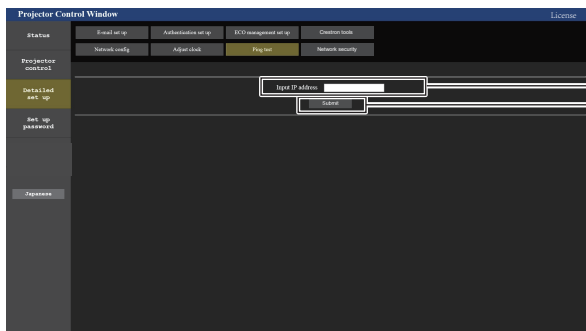 Projector Control Window License
Status
E-mail set up Authentication set up ECO management set up Crestron tools
Network config Adjust clock Ping test Network security
Projector
control
Detailed
set up
Input IP address
Submit
Set up
password
Japanese